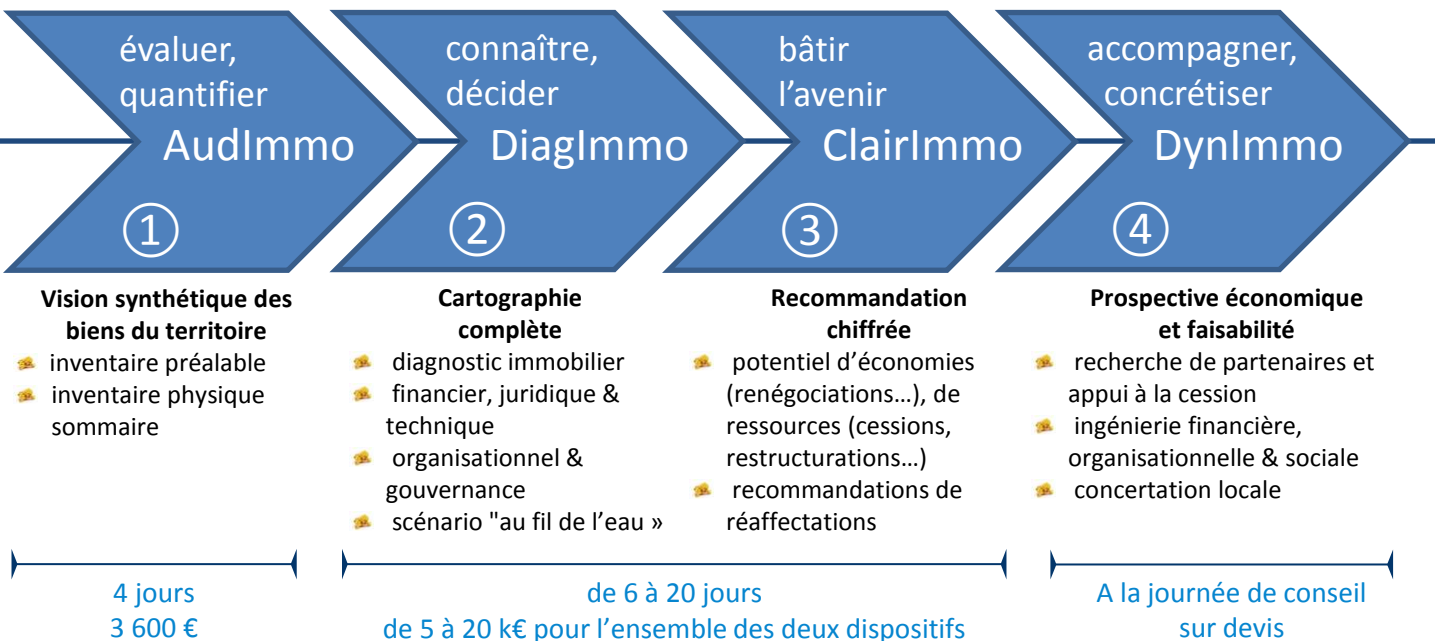 évaluer,
quantifier
AudImmo
①
connaître,
décider
DiagImmo
②
bâtir
l’avenir
ClairImmo
③
accompagner,
concrétiser
DynImmo
④
Vision synthétique des
biens du territoire
inventaire préalable
inventaire physique
sommaire
Cartographie
complète
diagnostic immobilier
financier, juridique &
technique
organisationnel &
gouvernance
scénario "au fil de l’eau »
Recommandation
chiffrée
potentiel d’économies
(renégociations…), de
ressources (cessions,
restructurations…)
recommandations de
réaffectations
Prospective économique
et faisabilité
recherche de partenaires et
appui à la cession
ingénierie financière,
organisationnelle & sociale
concertation locale
4 jours
3 600 €
de 6 à 20 jours
de 5 à 20 k€ pour l’ensemble des deux dispositifs
A la journée de conseil
sur devis